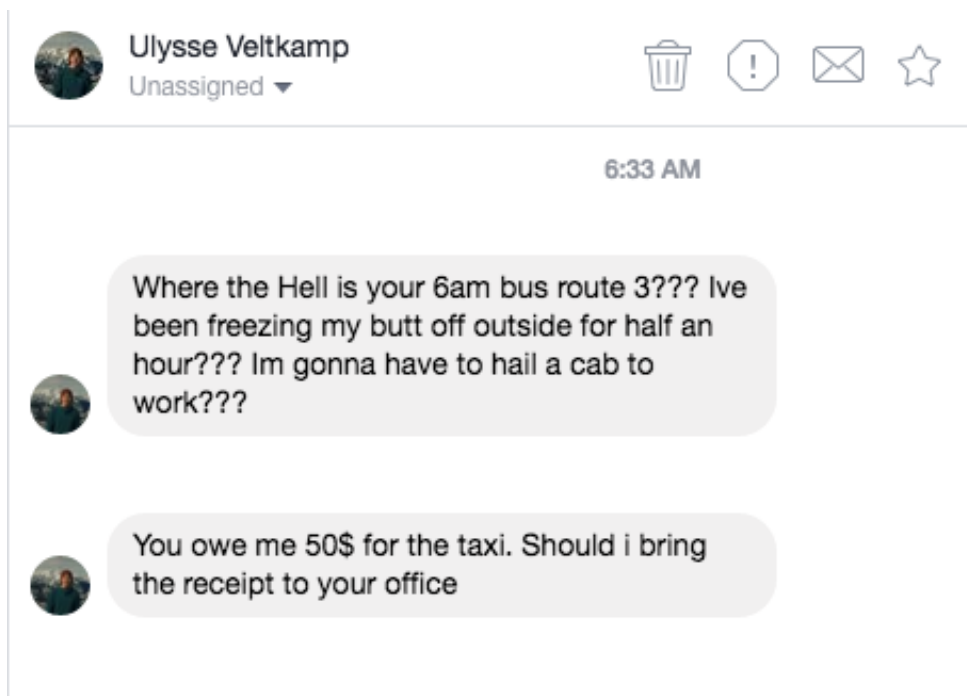 Ulysse Veltkamp
Unassigned
6:33 AM
Where the Hell is your 6am bus route 3??? Ive
been freezing my butt off outside for half an
hour??? Im gonna have to hail a cab to
work???
You owe me 50$ for the taxi. Should i bring
the receipt to your office